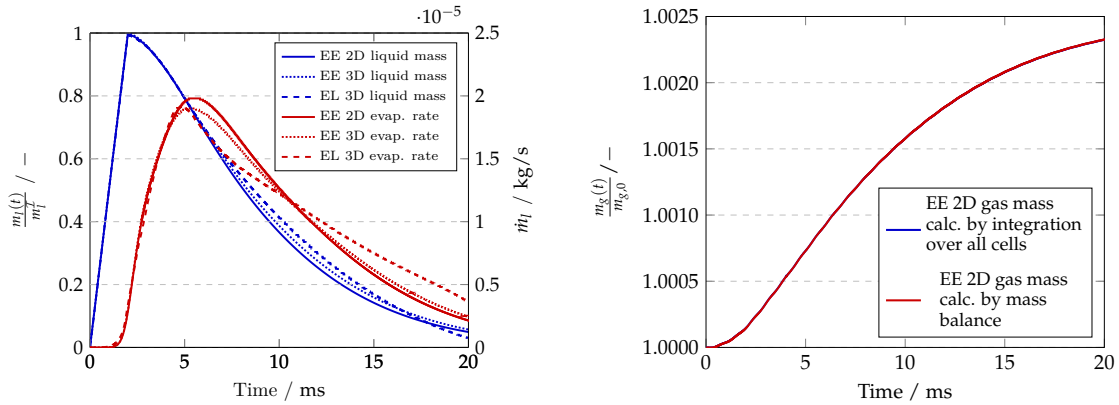 ·10⁻⁵
1
0.8
0.6
0.4
0.2
0
2.5
2
1.5
1
0.5
0
0
5
10
15
20
Time / ms
ṁ_l / kg/s
EE 2D liquid mass
EE 3D liquid mass
EL 3D liquid mass
EE 2D evap. rate
EE 3D evap. rate
EL 3D evap. rate
m_g(t)/m_{g,0} / –
1.0025
1.0020
1.0015
1.0010
1.0005
1.0000
0
5
10
15
20
Time / ms
EE 2D gas mass
calc. by integration
over all cells
EE 2D gas mass
calc. by mass
balance